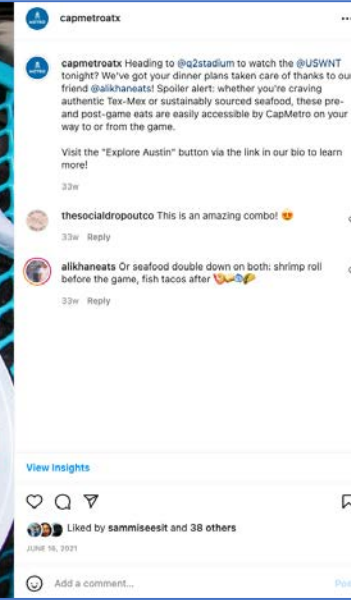 capmetroatx
METRO
METRO
capmetroatx Heading to @q2stadium to watch the @USWNT
tonight? We've got your dinner plans taken care of thanks to our
friend @alikhaneats! Spoiler alert: whether you're craving
authentic Tex-Mex or sustainably sourced seafood, these pre-
and post-game eats are easily accessible by CapMetro on your
way to or from the game.
Visit the "Explore Austin" button via the link in our bio to learn
more!
33w
thesocialdropoutco This is an amazing combo! 😍
33w Reply
alikhaneats Or seafood double down on both: shrimp roll
before the game, fish tacos after
33w Reply
View Insights
Liked by sammiseesit and 38 others
JUNE 16, 2021
Add a comment...